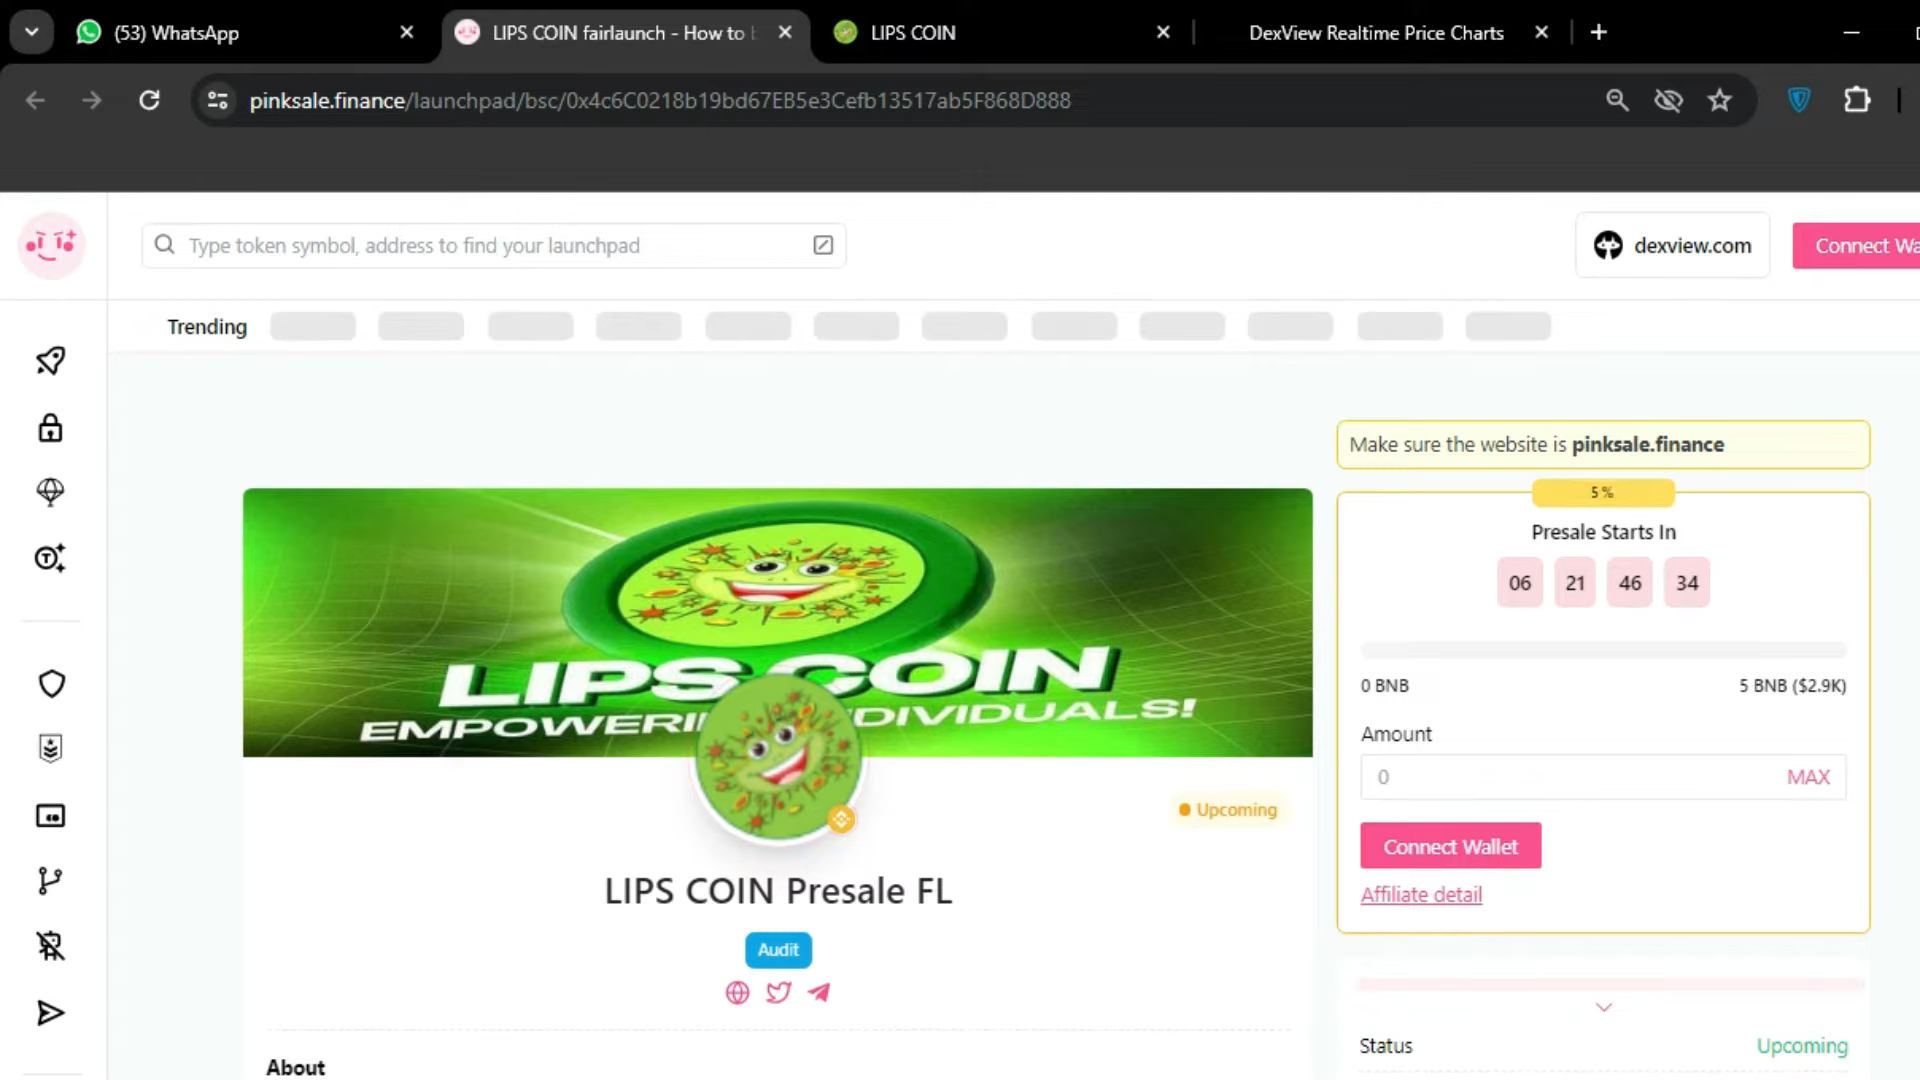 (53) WhatsApp
LIPS COIN fairlaunch - How to
LIPS COIN
DexView Realtime Price Charts
pinksale.finance/launchpad/bsc/0x4c6C0218b19bd67EB5e3Cefb13517ab5F868D888
Type token symbol, address to find your launchpad
dexview.com
Connect
Trending
Make sure the website is pinksale.finance
5%
Presale Starts In
06 21 46 34
0 BNB
5 BNB ($2.9K)
Amount
0
MAX
Connect Wallet
Affiliate detail
LIPS COIN
Upcoming
LIPS COIN Presale FL
Audit
About
Status
Upcoming